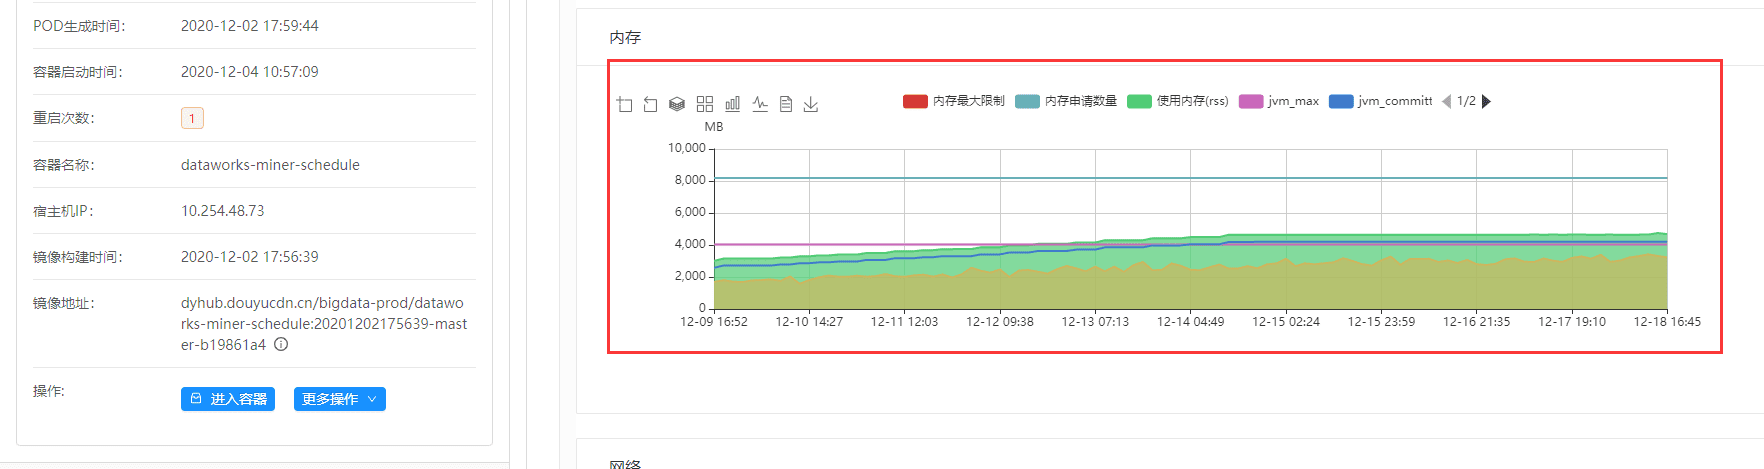 POD生成时间： 2020-12-02 17:59:44
容器启动时间： 2020-12-04 10:57:09
重启次数： 1
容器名称： dataworks-miner-schedule
宿主机IP： 10.254.48.73
镜像构建时间： 2020-12-02 17:56:39
镜像地址： dyhub.douyucdn.cn/bigdata-prod/datawo
rks-miner-schedule:20201202175639-mast
er-b19861a4
操作: 进入容器 更多操作
内存
内存最大限制 内存申请数量 使用内存(rss) jvm_max jvm_committ 1/2
MB
10,000
8,000
6,000
4,000
2,000
0
12-09 16:52 12-10 14:27 12-11 12:03 12-12 09:38 12-13 07:13 12-14 04:49 12-15 02:24 12-15 23:59 12-16 21:35 12-17 19:10 12-18 16:45
网络